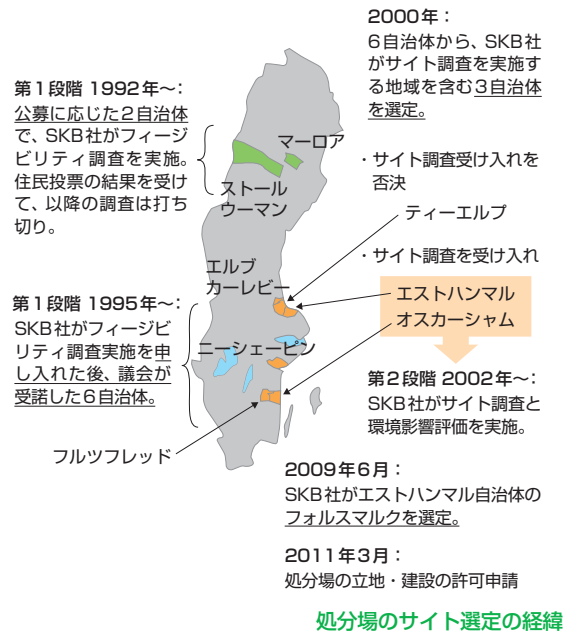 2000年：
6自治体から、SKB社
がサイト調査を実施す
る地域を含む3自治体
を選定。
第1段階 1992年～：
公募に応じた2自治体
で、SKB社がフィージ
ビリティ調査を実施。
住民投票の結果を受け
て、以降の調査は打ち
切り。
マーロア
ストール
ウーマン
・サイト調査受け入れを
否決
ティーエルプ
・サイト調査を受け入れ
エルブ
カーレビー
エストハンマル
オスカーシャム
第1段階 1995年～：
SKB社がフィージビ
リティ調査実施を申
し入れた後、議会が
受諾した6自治体。
ニーシェーピン
第2段階 2002年～：
SKB社がサイト調査と
環境影響評価を実施。
フルツフレッド
2009年6月：
SKB社がエストハンマル自治体の
フォルスマルクを選定。
2011年3月：
処分場の立地・建設の許可申請
処分場のサイト選定の経緯